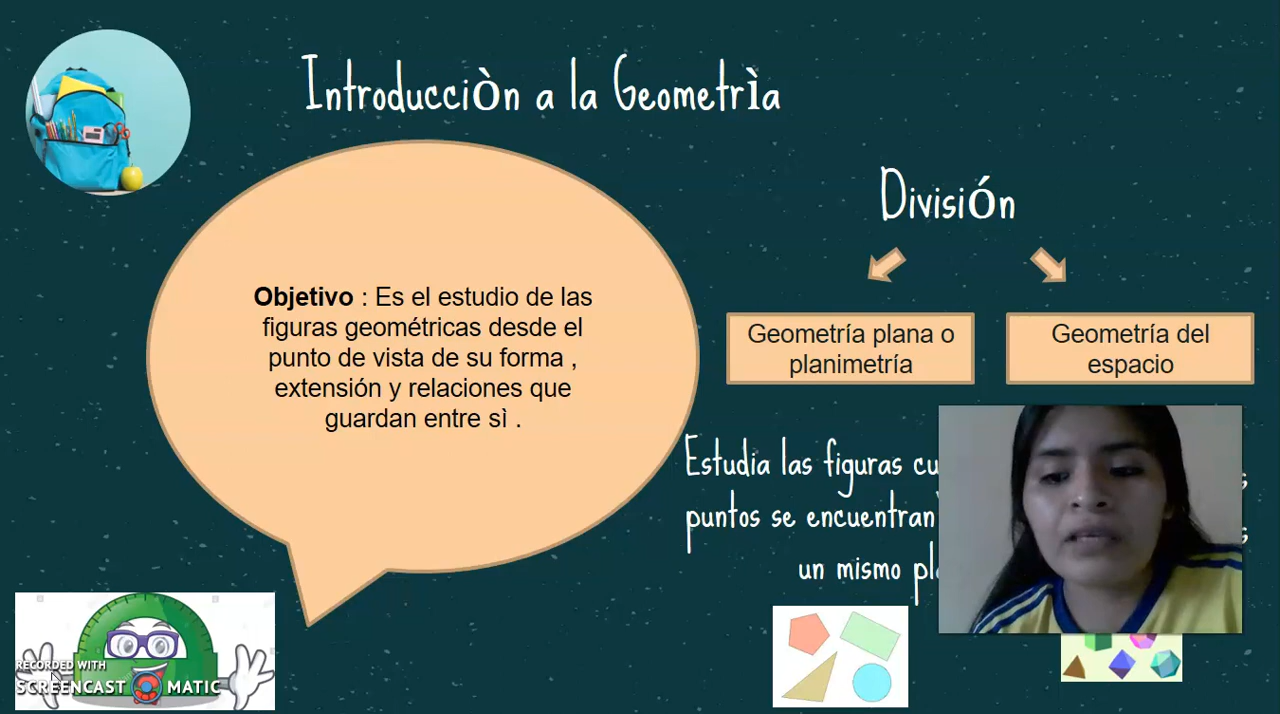 Introducciòn a la Geometrìa
Objetivo : Es el estudio de las
figuras geométricas desde el
punto de vista de su forma ,
extensión y relaciones que
guardan entre sì .
División
Geometría plana o
planimetría
Geometría del
espacio
Estudia las figuras
puntos se encuentran
un mismo
RECORDED WITH
SCREENCAST MATIC